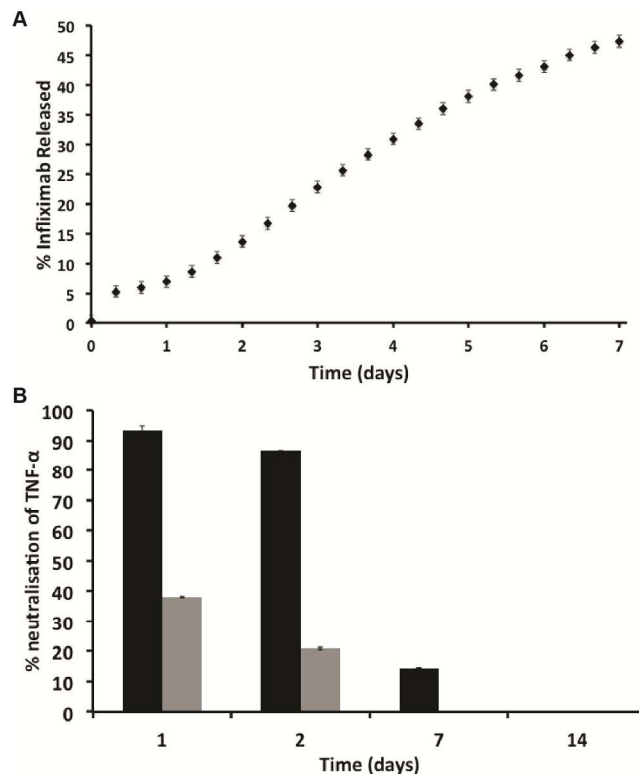 A
50
45
40
35
30
25
20
15
10
5
0
% Infliximab Released
0 1 2 3 4 5 6 7
Time (days)
B
100
90
80
70
60
50
40
30
20
10
0
% neutralisation of TNF-α
1 2 7 14
Time (days)